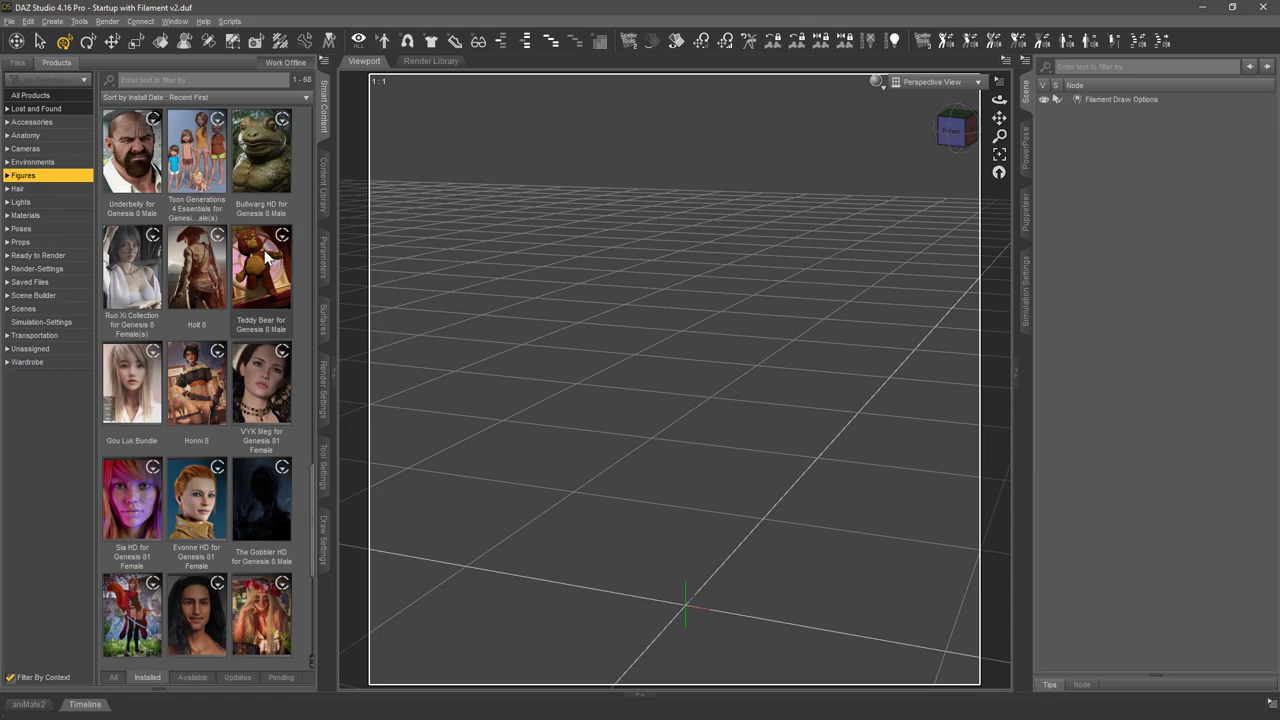 DAZ Studio 4.16 Pro - Startup with Filament v2.duf
File Edit Create Tools Render Connect Window Help Scripts
Files Products Work Offline
Viewport Render Library
Enter text to filter by... 1 - 68
Sort by Install Date : Recent First
All Products
Lost and Found
Accessories
Anatomy
Cameras
Environments
Figures
Hair
Lights
Materials
Poses
Props
Ready to Render
Render-Settings
Saved Files
Scene Builder
Scenes
Simulation-Settings
Transportation
Unassigned
Wardrobe
Underbelly for
Genesis 8 Male
Toon Generations
4 Essentials for
Genesi...ale(s)
Bullwarg HD for
Genesis 8 Male
Ruo Xi Collection
for Genesis 8
Female(s)
Holt 8
Teddy Bear for
Genesis 8 Male
Gou Luk Bundle
Honni 8
VYK Meg for
Genesis 81
Female
Sia HD for
Genesis 81
Female
Evonne HD for
Genesis 81
Female
The Gobbler HD
for Genesis 8 Male
Filter By Context
All Installed Available Updates Pending
Smart Content
Content Library
Parameters
Surfaces
Render Settings
Tool Settings
Draw Settings
1 : 1
Perspective View
Front
Scene
PowerPose
Puppeteer
Simulation Settings
Enter text to filter by...
V S Node
Filament Draw Options
Tips Node
aniMate2 Timeline